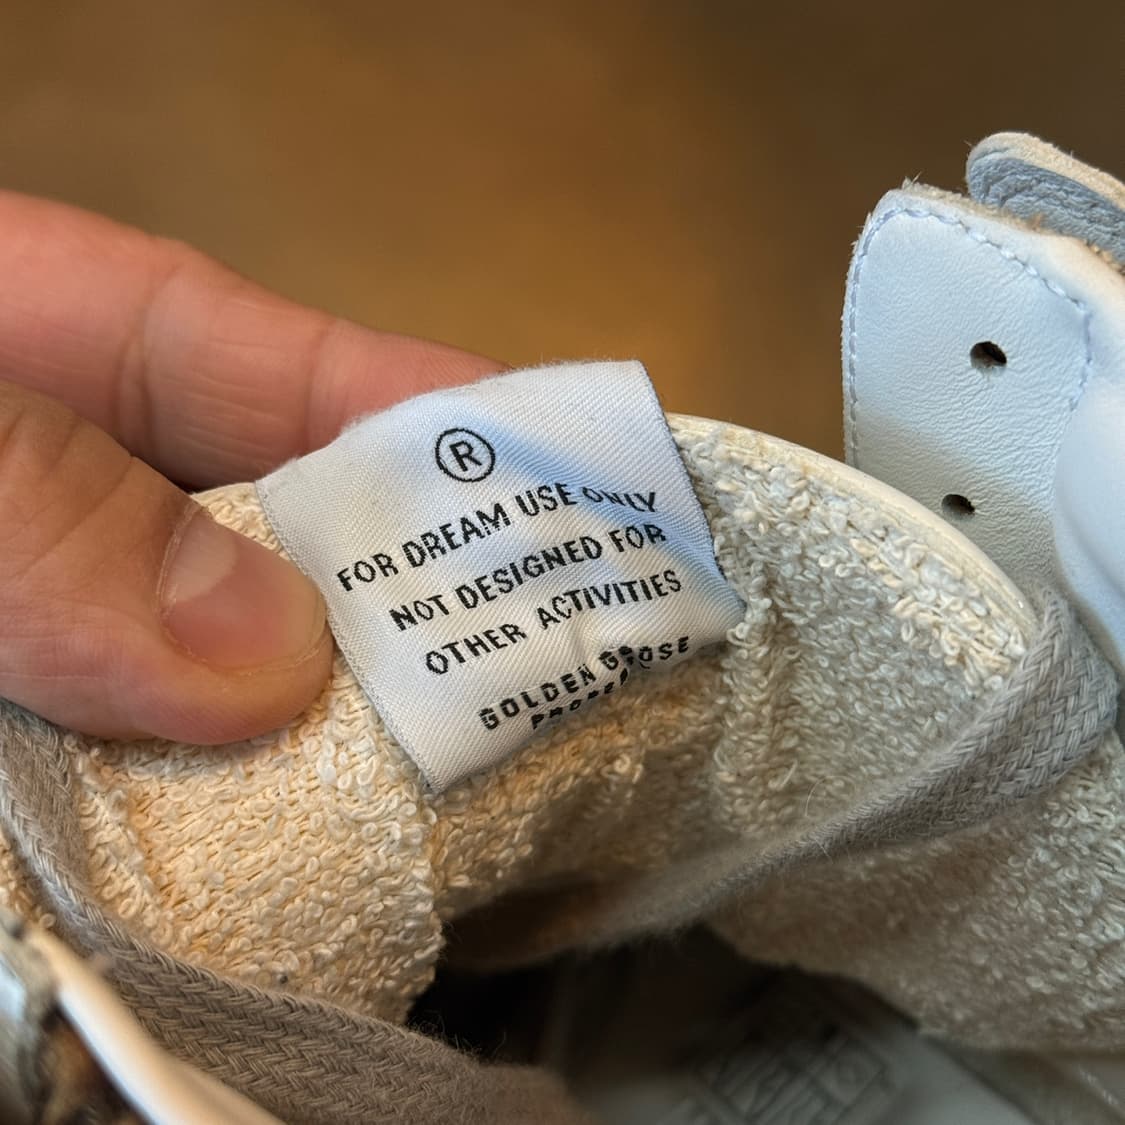 ®
FOR DREAM USE ONLY
NOT DESIGNED FOR
OTHER ACTIVITIES
GOLDEN GOOSE